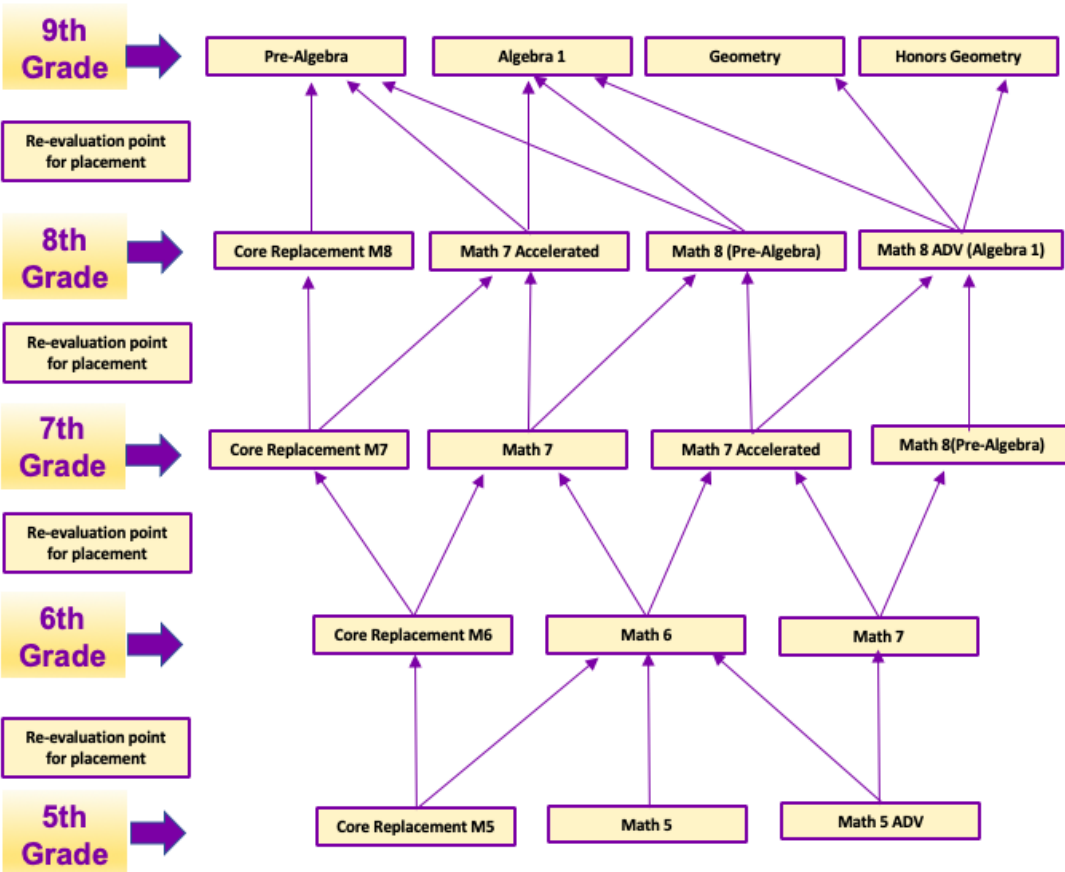 9th
Grade
Pre-Algebra
Algebra 1
Geometry
Honors Geometry
Re-evaluation point
for placement
8th
Grade
Core Replacement M8
Math 7 Accelerated
Math 8 (Pre-Algebra)
Math 8 ADV (Algebra 1)
Re-evaluation point
for placement
7th
Grade
Core Replacement M7
Math 7
Math 7 Accelerated
Math 8(Pre-Algebra)
Re-evaluation point
for placement
6th
Grade
Core Replacement M6
Math 6
Math 7
Re-evaluation point
for placement
5th
Grade
Core Replacement M5
Math 5
Math 5 ADV